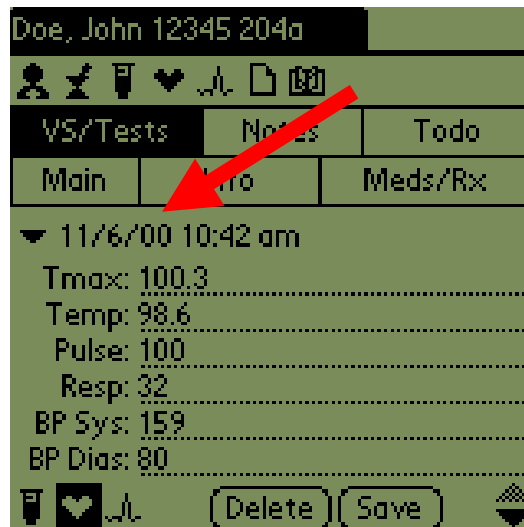 Doe, John 12345 204a
VS/Tests Notes Todo
Main Info Meds/Rx
11/6/00 10:42 am
Tmax: 100.3
Temp: 98.6
Pulse: 100
Resp: 32
BP Sys: 159
BP Dias: 80
Delete Save